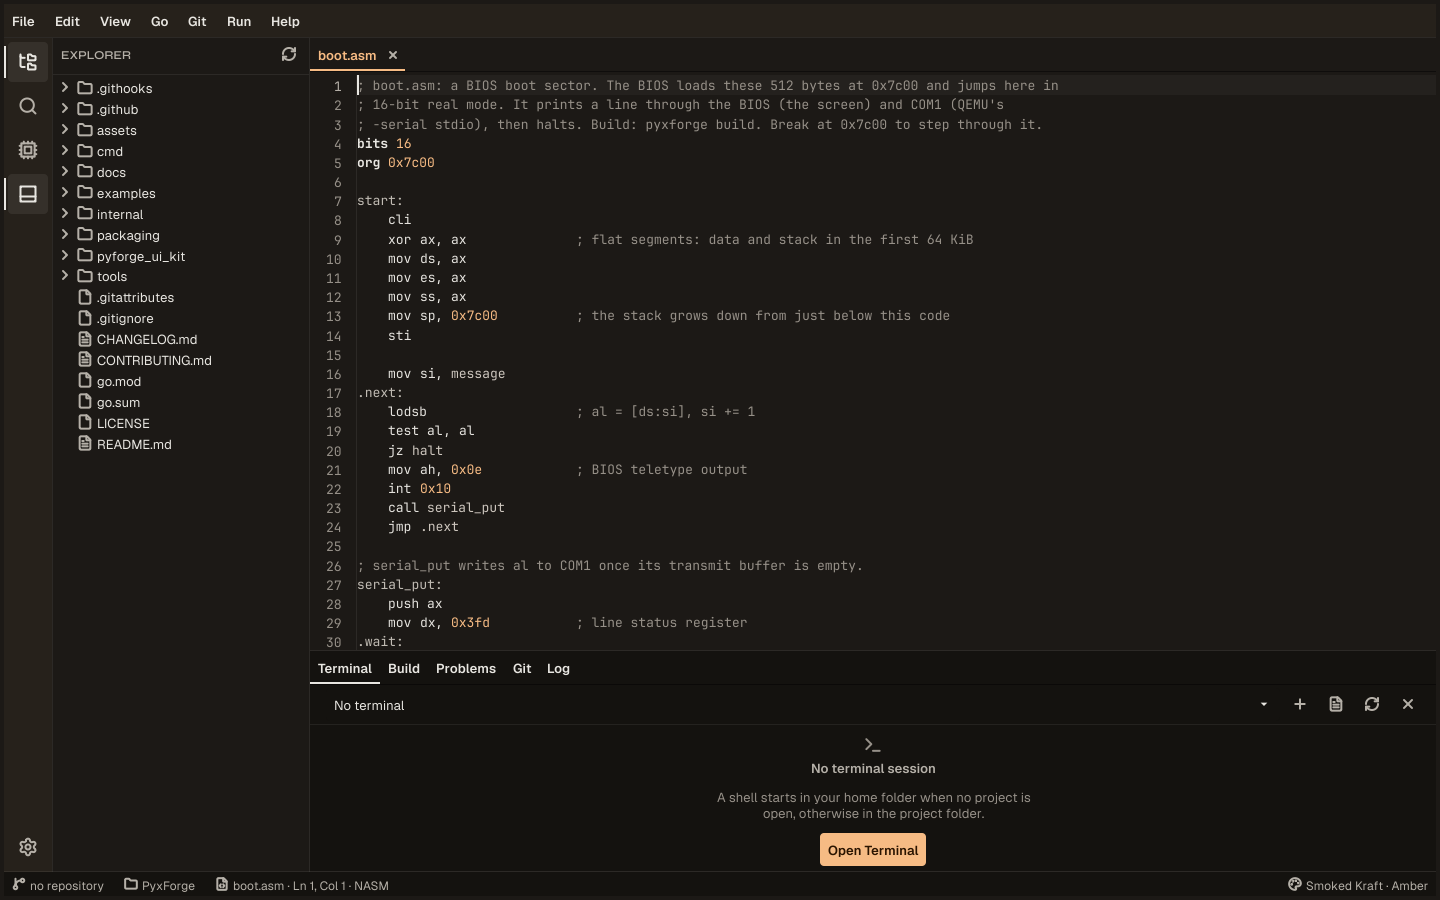 File Edit View Go Git Run Help
EXPLORER
.githooks
.github
assets
cmd
docs
examples
internal
packaging
pyforge_ui_kit
tools
.gitattributes
.gitignore
CHANGELOG.md
CONTRIBUTING.md
go.mod
go.sum
LICENSE
README.md
boot.asm
1 ; boot.asm: a BIOS boot sector. The BIOS loads these 512 bytes at 0x7c00 and jumps here in
2 ; 16-bit real mode. It prints a line through the BIOS (the screen) and COM1 (QEMU's
3 ; -serial stdio), then halts. Build: pyxforge build. Break at 0x7c00 to step through it.
4 bits 16
5 org 0x7c00
6
7 start:
8     cli
9     xor ax, ax              ; flat segments: data and stack in the first 64 KiB
10     mov ds, ax
11     mov es, ax
12     mov ss, ax
13     mov sp, 0x7c00          ; the stack grows down from just below this code
14     sti
15
16     mov si, message
17 .next:
18     lodsb                   ; al = [ds:si], si += 1
19     test al, al
20     jz halt
21     mov ah, 0x0e            ; BIOS teletype output
22     int 0x10
23     call serial_put
24     jmp .next
25
26 ; serial_put writes al to COM1 once its transmit buffer is empty.
27 serial_put:
28     push ax
29     mov dx, 0x3fd           ; line status register
30 .wait:
Terminal Build Problems Git Log
No terminal
No terminal session
A shell starts in your home folder when no project is
open, otherwise in the project folder.
Open Terminal
no repository PyxForge boot.asm · Ln 1, Col 1 · NASM Smoked Kraft · Amber